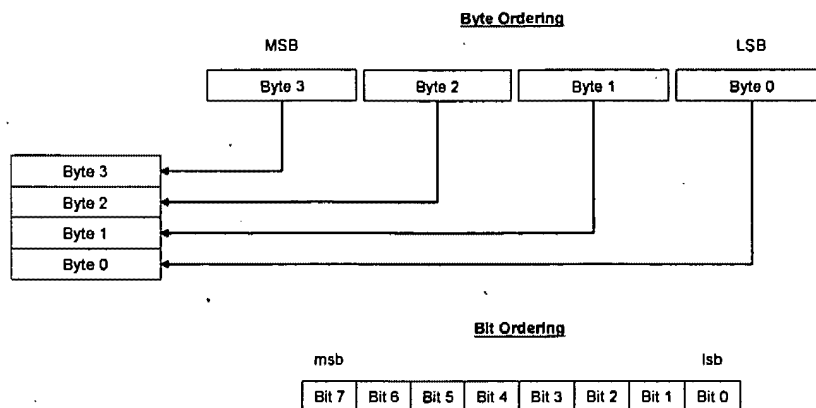 Byte Ordering
MSB LSB
Byte 3 Byte 2 Byte 1 Byte 0
Byte 3
Byte 2
Byte 1
Byte 0
Bit Ordering
msb lsb
Bit 7 Bit 6 Bit 5 Bit 4 Bit 3 Bit 2 Bit 1 Bit 0